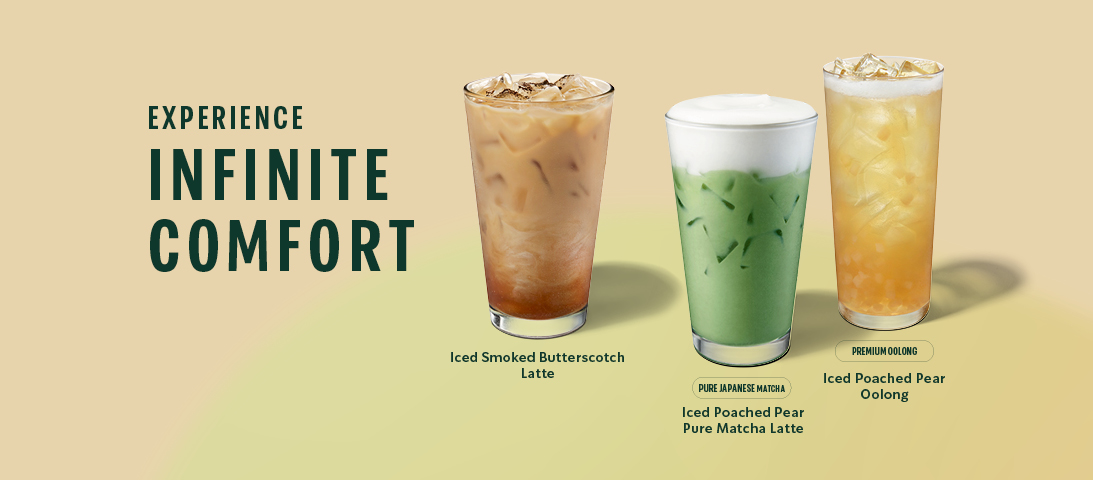 EXPERIENCE
INFINITE
COMFORT
Iced Smoked Butterscotch
Latte
PURE JAPANESE MATCHA
Iced Poached Pear
Pure Matcha Latte
PREMIUM OOLONG
Iced Poached Pear
Oolong